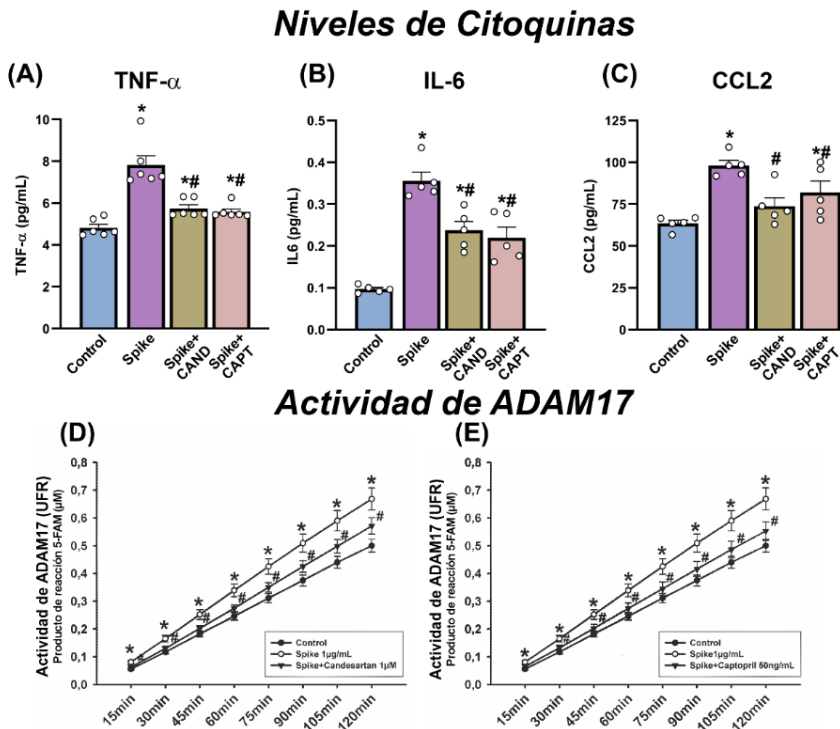 Niveles de Citoquinas
(A)
TNF-α
TNF-α (pg/mL)
10
8
6
4
2
0
*
*#
*#
Control
Spike
Spike+
CAND
Spike+
CAPT
(B)
IL-6
IL6 (pg/mL)
0.4
0.3
0.2
0.1
0.0
*
*#
*#
Control
Spike
Spike+
CAND
Spike+
CAPT
(C)
CCL2
CCL2 (pg/mL)
125
100
75
50
25
0
*
#
*#
Control
Spike
Spike+
CAND
Spike+
CAPT
Actividad de ADAM17
(D)
Actividad de ADAM17 (UFR)
Producto de reacción 5-FAM (µM)
0,8
0,7
0,6
0,5
0,4
0,3
0,2
0,1
0,0
* * * * * * * *
# # # # # # # #
Control
Spike 1µg/mL
Spike+Candesartan 1µM
15min
30min
45min
60min
75min
90min
105min
120min
(E)
Actividad de ADAM17 (UFR)
Producto de reacción 5-FAM (µM)
0,8
0,7
0,6
0,5
0,4
0,3
0,2
0,1
0,0
* * * * * * * *
# # # # # # #
Control
Spike1µg/mL
Spike+Captopril 50ng/mL
15min
30min
45min
60min
75min
90min
105min
120min